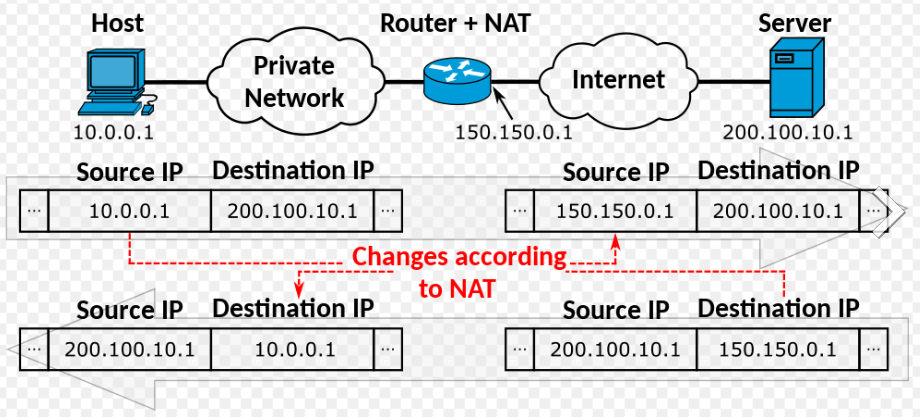 Host
Router + NAT
Server
Private
Network
Internet
10.0.0.1
150.150.0.1
200.100.10.1
Source IP Destination IP
Source IP Destination IP
... 10.0.0.1 200.100.10.1 ...
... 150.150.0.1 200.100.10.1 ...
Changes according
to NAT
Source IP Destination IP
Source IP Destination IP
... 200.100.10.1 10.0.0.1 ...
... 200.100.10.1 150.150.0.1 ...